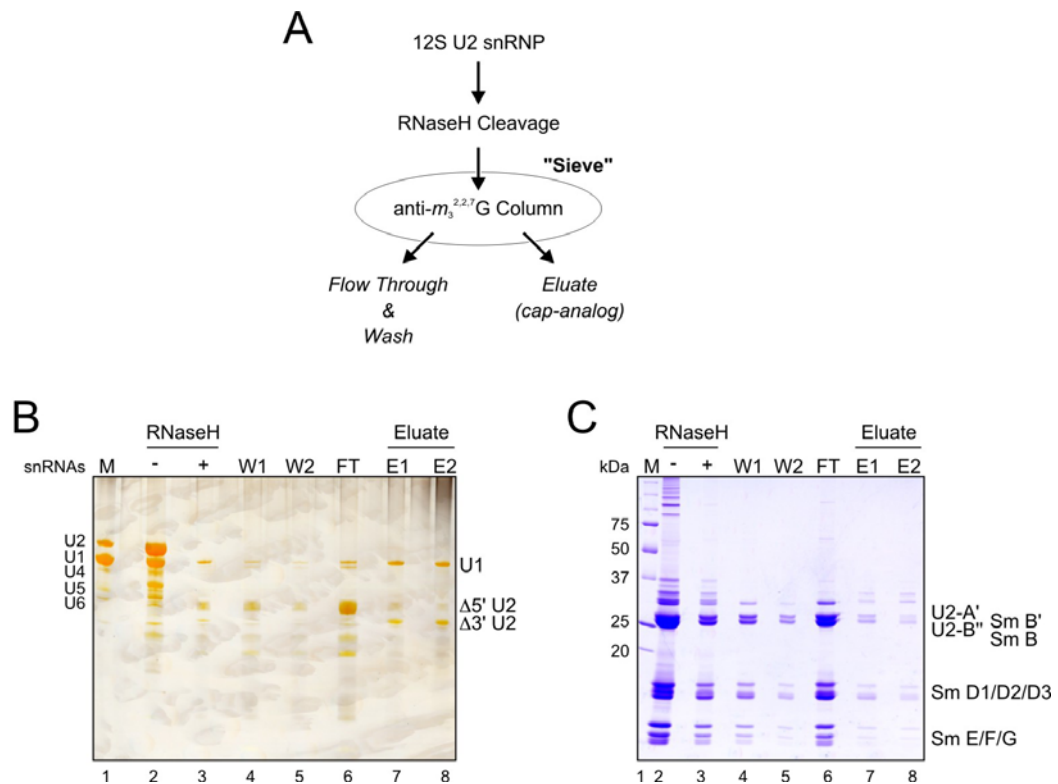 A
12S U2 snRNP
RNaseH Cleavage
"Sieve"
anti-m₃²,²,⁷G Column
Flow Through
&
Wash
Eluate
(cap-analog)
B
RNaseH Eluate
snRNAs M - + W1 W2 FT E1 E2
U2
U1
U4
U5
U6
U1
Δ5' U2
Δ3' U2
1 2 3 4 5 6 7 8
C
RNaseH Eluate
kDa M - + W1 W2 FT E1 E2
75
50
37
25
20
U2-A' Sm B'
U2-B" Sm B
Sm D1/D2/D3
Sm E/F/G
1 2 3 4 5 6 7 8